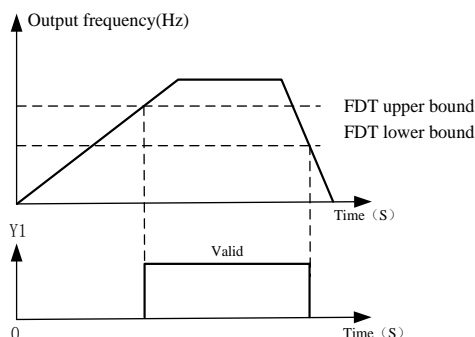 Output frequency(Hz)
FDT upper bound
FDT lower bound
Time（S）
Y1
Valid
0
Time（S）